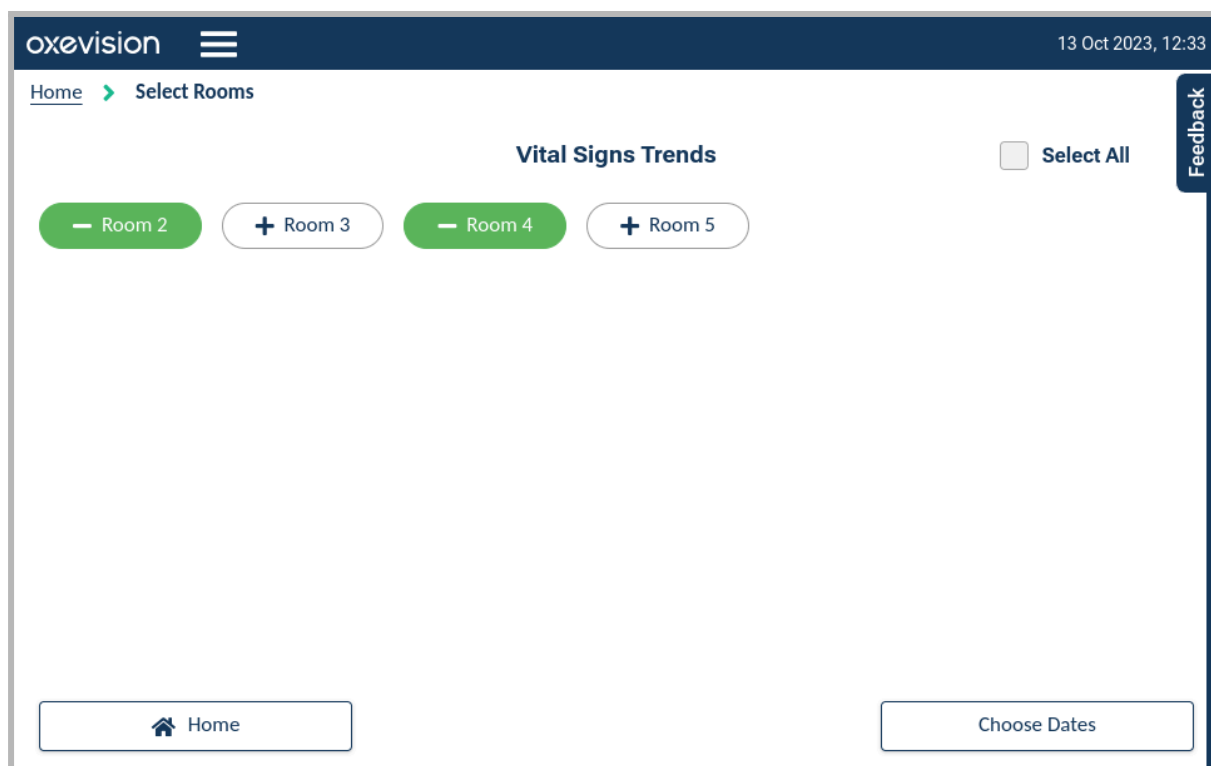 oxevision
13 Oct 2023, 12:33
Home > Select Rooms
Feedback
Vital Signs Trends
Select All
− Room 2
+ Room 3
− Room 4
+ Room 5
Home
Choose Dates